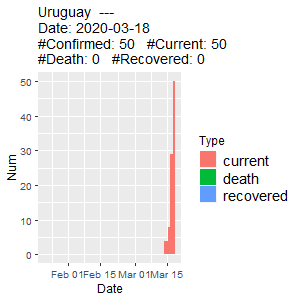 Uruguay  ---
Date: 2020-03-18
#Confirmed: 50   #Current: 50
#Death: 0   #Recovered: 0
50
40
30
20
10
0
Num
Feb 01
Feb 15
Mar 01
Mar 15
Date
Type
current
death
recovered